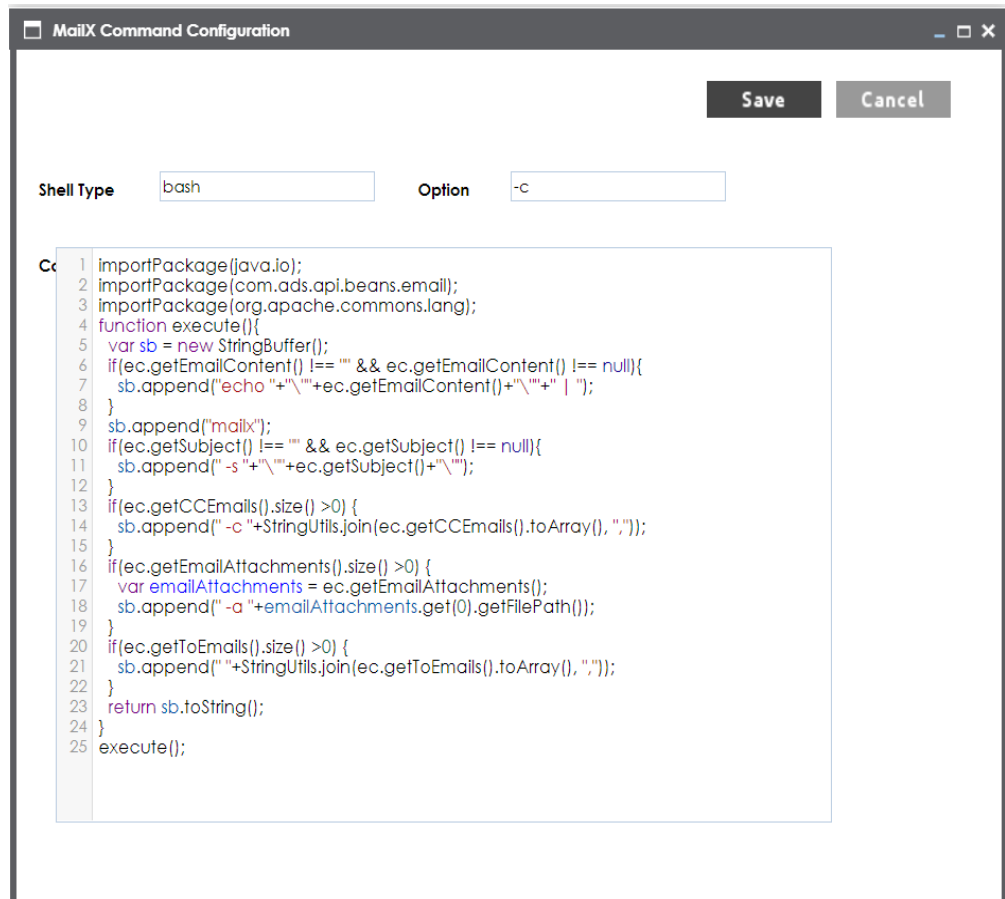 MailX Command Configuration
Save Cancel
Shell Type bash Option -c
1 importPackage(java.io);
2 importPackage(com.ads.api.beans.email);
3 importPackage(org.apache.commons.lang);
4 function execute(){
5 var sb = new StringBuffer();
6 if(ec.getEmailContent() !== "" && ec.getEmailContent() !== null){
7 sb.append("echo "+"\""+ec.getEmailContent()+"\""+" | ");
8 }
9 sb.append("mailx");
10 if(ec.getSubject() !== "" && ec.getSubject() !== null){
11 sb.append(" -s "+"\""+ec.getSubject()+"\"");
12 }
13 if(ec.getCCEmails().size() >0) {
14 sb.append(" -c "+StringUtils.join(ec.getCCEmails().toArray(), ","));
15 }
16 if(ec.getEmailAttachments().size() >0) {
17 var emailAttachments = ec.getEmailAttachments();
18 sb.append(" -a "+emailAttachments.get(0).getFilePath());
19 }
20 if(ec.getToEmails().size() >0) {
21 sb.append(" "+StringUtils.join(ec.getToEmails().toArray(), ","));
22 }
23 return sb.toString();
24 }
25 execute();